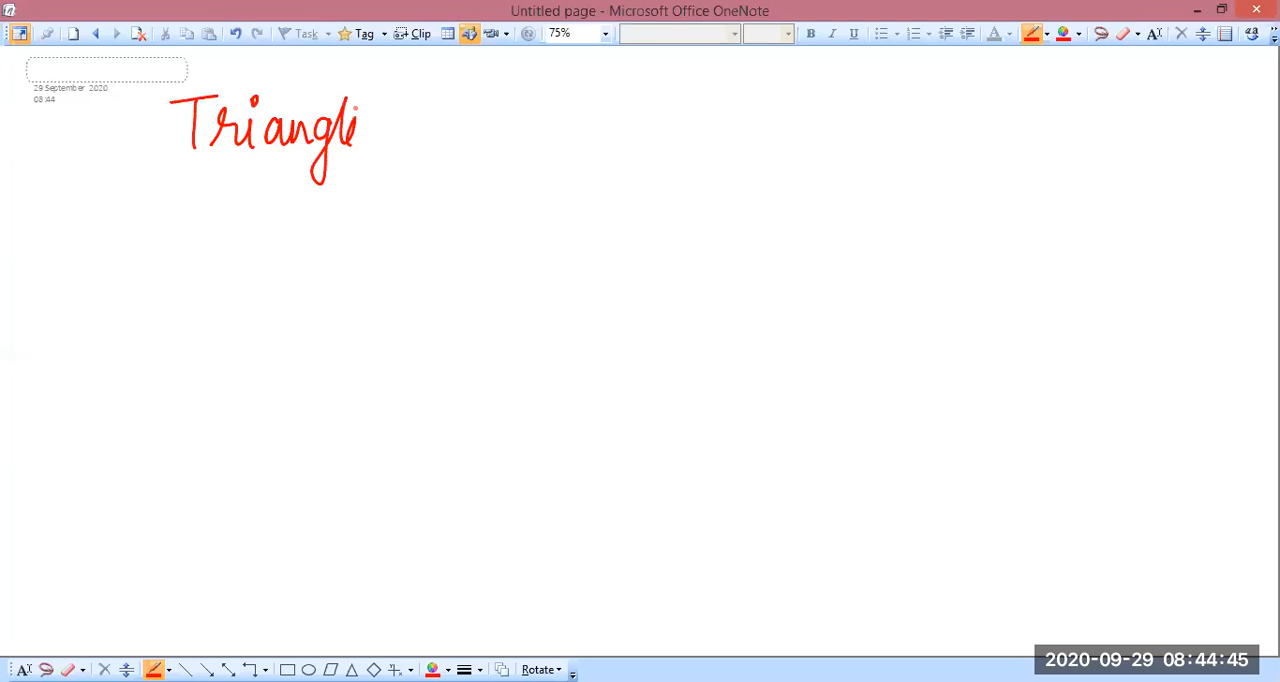 Untitled page - Microsoft Office OneNote
Task Tag Clip 75% B I U A
29 September 2020
08:44
Triangle
Rotate
2020-09-29 08:44:45